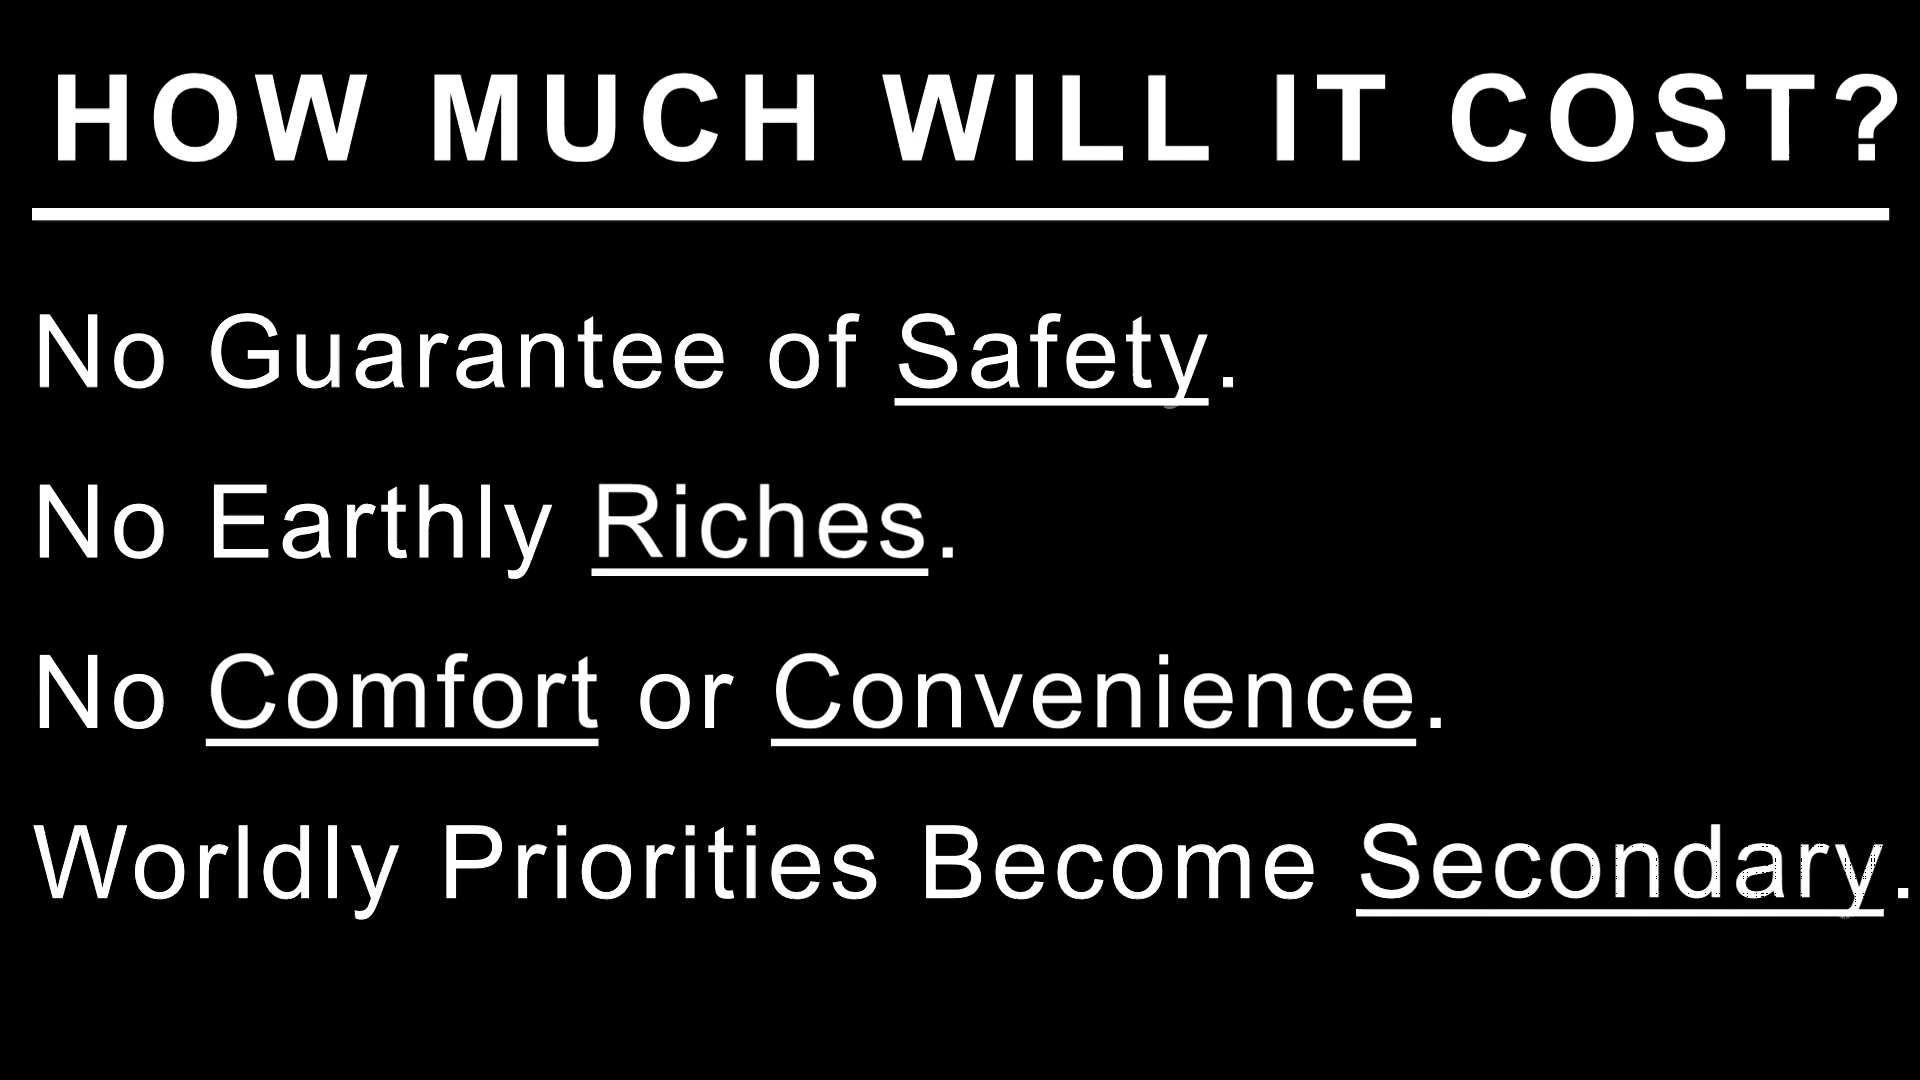 HOW MUCH WILL IT COST?
No Guarantee of Safety.
No Earthly Riches.
No Comfort or Convenience.
Worldly Priorities Become Secondary.